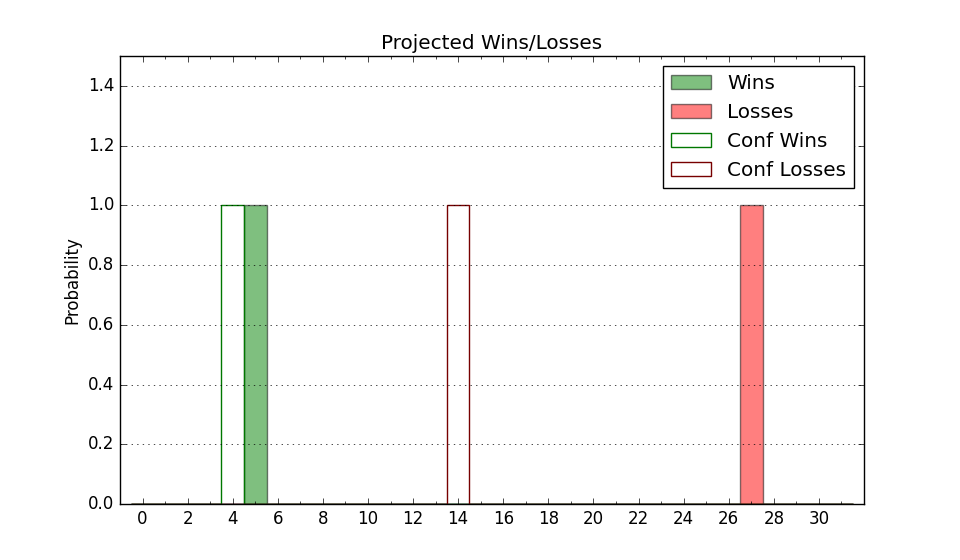 Projected Wins/Losses
Wins
Losses
Conf Wins
Conf Losses
Probability
1.4
1.2
1.0
0.8
0.6
0.4
0.2
0.0
0 2 4 6 8 10 12 14 16 18 20 22 24 26 28 30